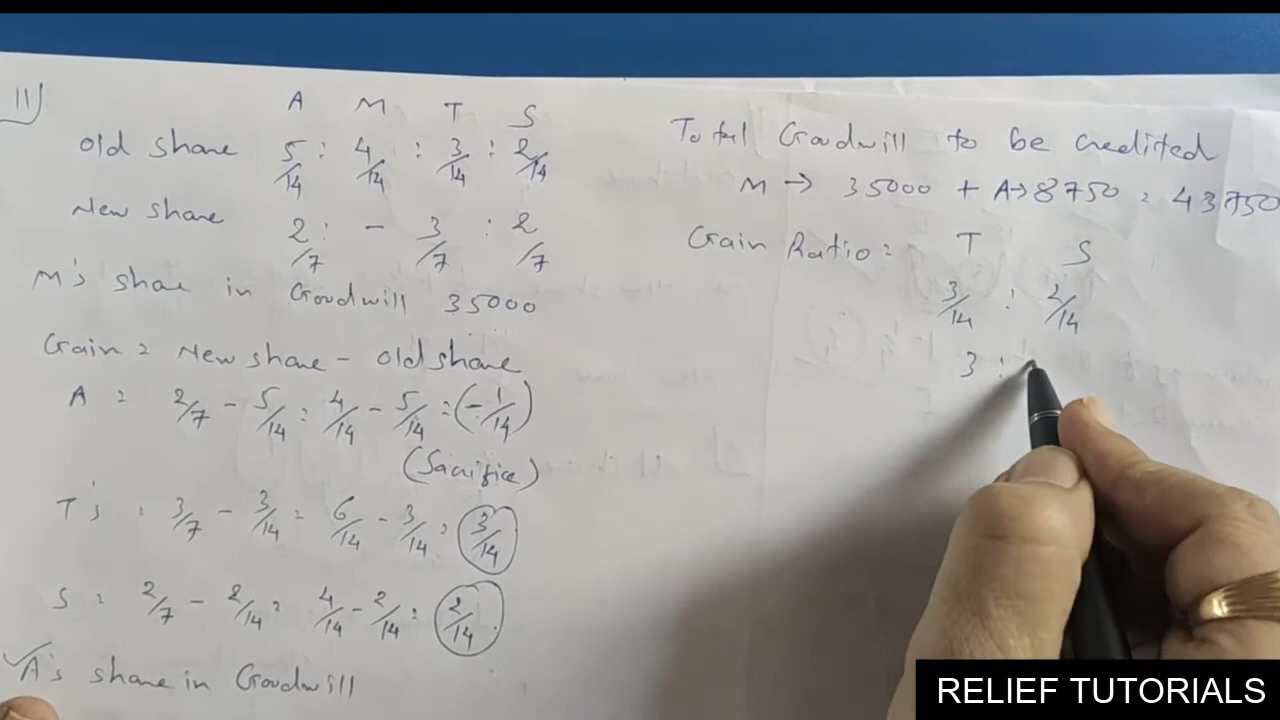 11)
A M T S
Old share 5/14 : 4/14 : 3/14 : 2/14
New share 2/7 : - 3/7 : 2/7
M's share in Goodwill 35000
Gain = New share - old share
A = 2/7 - 5/14 = 4/14 - 5/14 = (-1/14)
(Sacrifice)
T's = 3/7 - 3/14 = 6/14 - 3/14 = 3/14
S = 2/7 - 2/14 = 4/14 - 2/14 = 2/14
✓A's share in Goodwill
Total Goodwill to be credited
M → 35000 + A→8750 = 43750
Gain Ratio = T S
3/14 : 2/14
3 :
RELIEF TUTORIALS